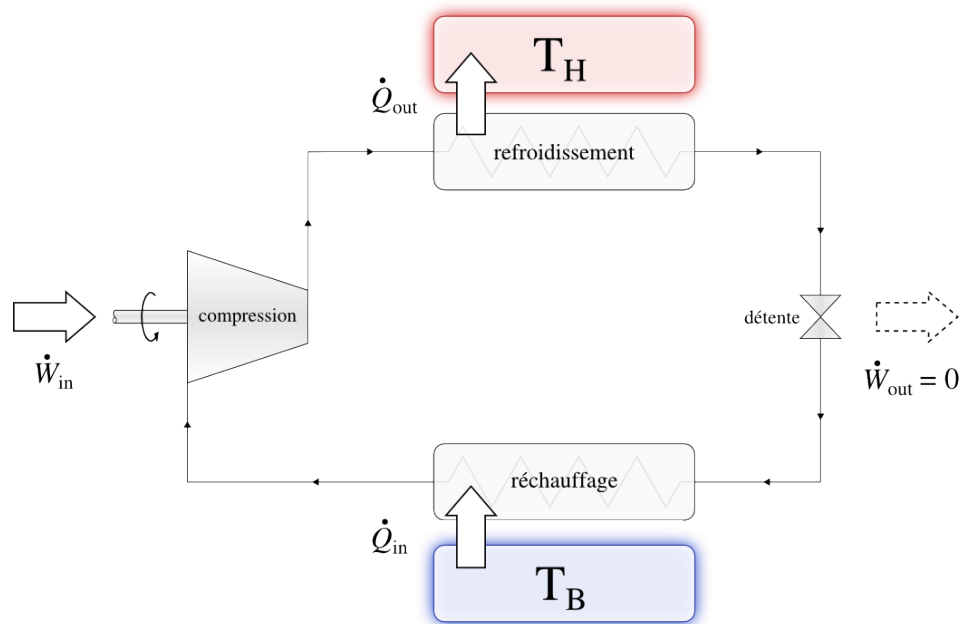 T_H
Q̇_out
refroidissement
compression
détente
Ẇ_in
Ẇ_out = 0
réchauffage
Q̇_in
T_B